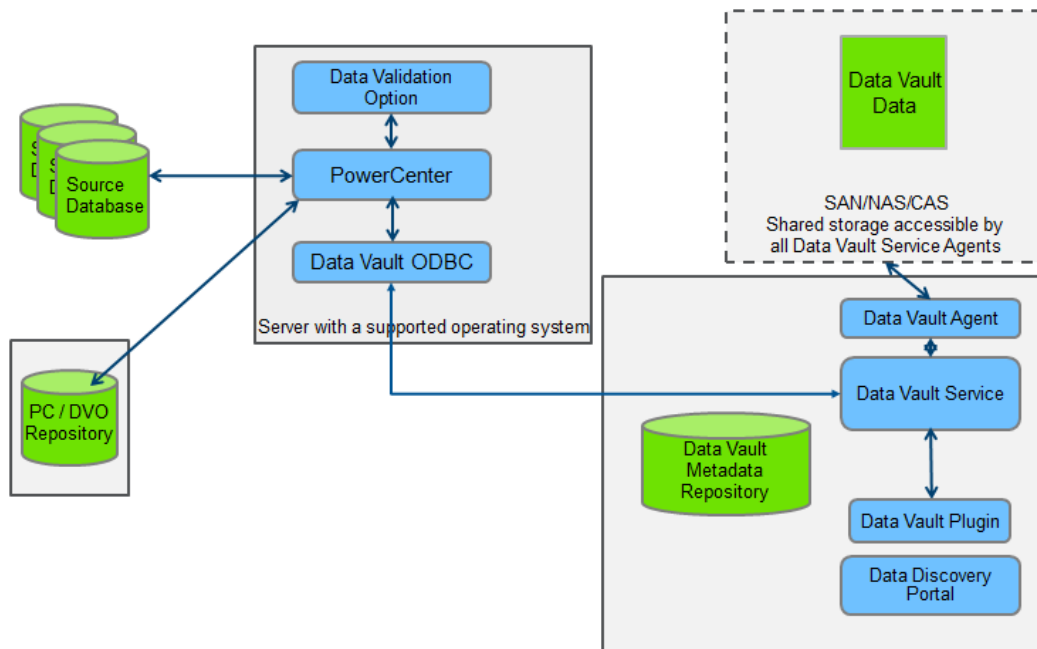 Data Validation
Option
PowerCenter
Data Vault ODBC
Server with a supported operating system
S
D
S
D
Source
Database
PC / DVO
Repository
Data Vault
Data
SAN/NAS/CAS
Shared storage accessible by
all Data Vault Service Agents
Data Vault Agent
Data Vault Service
Data Vault
Metadata
Repository
Data Vault Plugin
Data Discovery
Portal